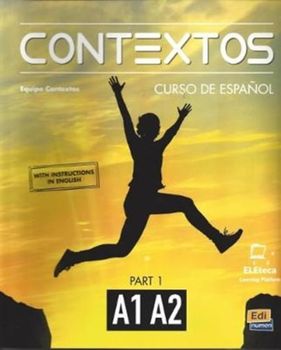 CONTEXTOS
Equipo Contextos
CURSO DE ESPAÑOL
WITH INSTRUCTIONS
IN ENGLISH
ELEteca
Learning Platform
PART 1
A1 A2
Edi
numen